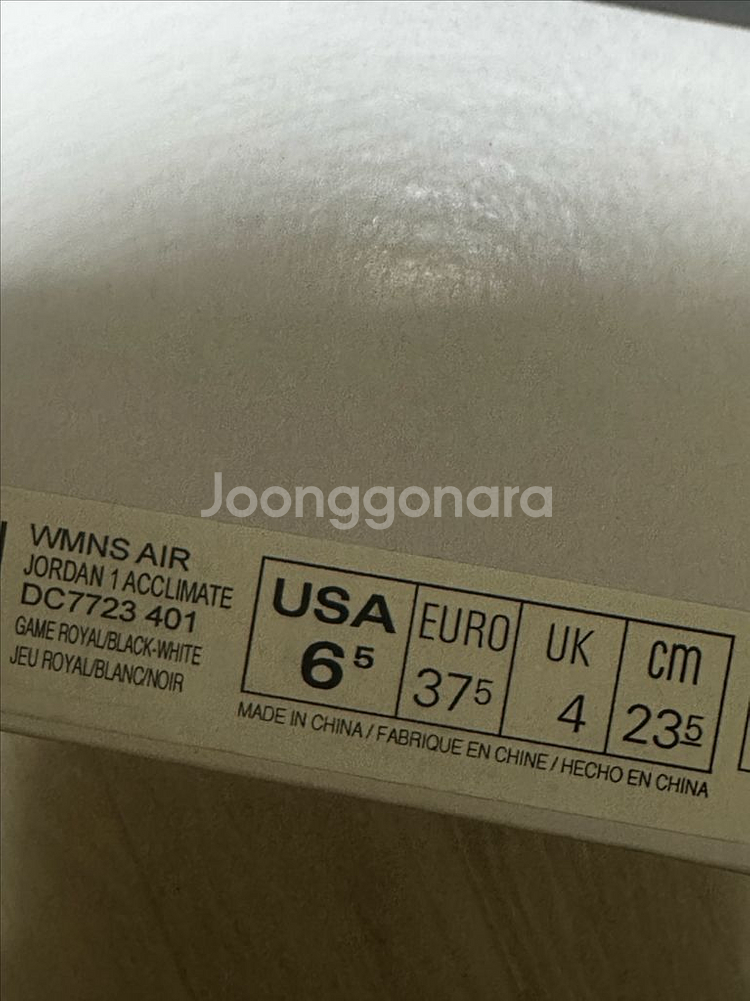 Joonggonara
WMNS AIR
JORDAN 1 ACCLIMATE
DC7723 401
GAME ROYAL/BLACK-WHITE
JEU ROYAL/BLANC/NOIR
USA EURO UK cm
6⁵ 37⁵ 4 23⁵
MADE IN CHINA / FABRIQUE EN CHINE / HECHO EN CHINA